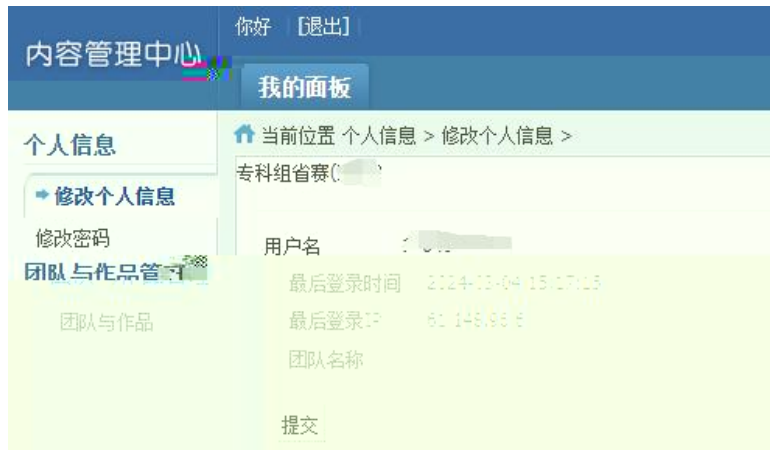 你好 [退出]
内容管理中心
我的面板
个人信息
当前位置 个人信息 > 修改个人信息 >
专科组省赛(
修改个人信息
修改密码
用户名
团队与作品管
最后登录时间
团队与作品
最后登录IP
团队名称
提交